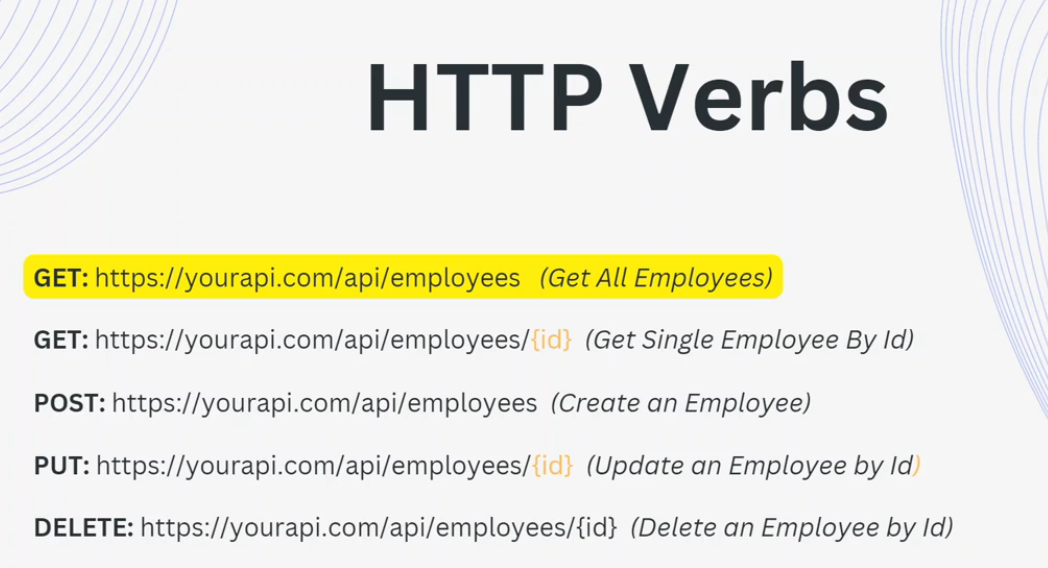 HTTP Verbs
GET: https://yourapi.com/api/employees (Get All Employees)
GET: https://yourapi.com/api/employees/{id} (Get Single Employee By Id)
POST: https://yourapi.com/api/employees (Create an Employee)
PUT: https://yourapi.com/api/employees/{id} (Update an Employee by Id)
DELETE: https://yourapi.com/api/employees/{id} (Delete an Employee by Id)